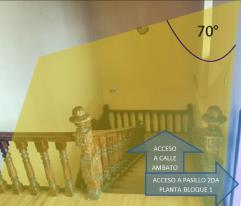 70°
ACCESO
A CALLE
AMBATO
ACCESO A PASILLO 2DA
PLANTA BLOQUE 1